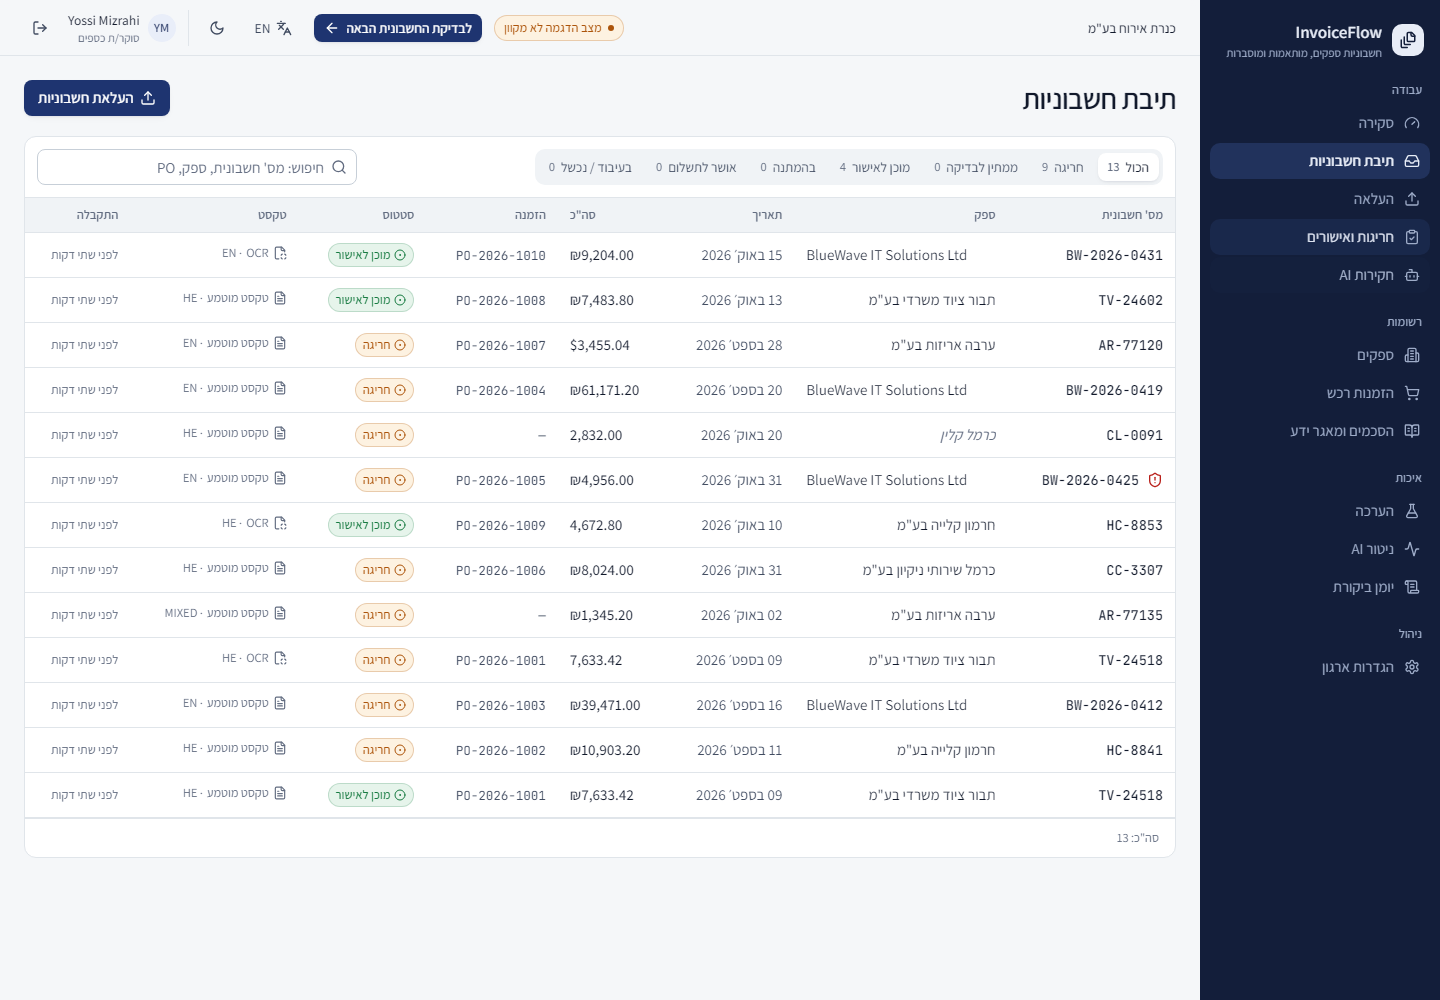 InvoiceFlow
חשבוניות ספקים, מותאמות ומוסברות
עבודה
סקירה
תיבת חשבוניות
העלאה
חריגות ואישורים
חקירות AI
רשומות
ספקים
הזמנות רכש
הסכמים ומאגר ידע
איכות
הערכה
ניטור AI
יומן ביקורת
ניהול
הגדרות ארגון
כנרת אירוח בע"מ
מצב הדגמה לא מקוון
לבדיקת החשבונית הבאה
EN
YM
Yossi Mizrahi
סוקר/ת כספים
תיבת חשבוניות
העלאת חשבוניות
הכול 13 חריגה 9 ממתין לבדיקה 0 מוכן לאישור 4 בהמתנה 0 אושר לתשלום 0 בעיבוד / נכשל 0
חיפוש: מס' חשבונית, ספק, PO
מס' חשבונית ספק תאריך סה"כ הזמנה סטטוס טקסט התקבלה
BW-2026-0431 BlueWave IT Solutions Ltd 15 באוק׳ 2026 ₪9,204.00 PO-2026-1010 מוכן לאישור EN · OCR לפני שתי דקות
TV-24602 תבור ציוד משרדי בע"מ 13 באוק׳ 2026 ₪7,483.80 PO-2026-1008 מוכן לאישור טקסט מוטמע · HE לפני שתי דקות
AR-77120 ערבה אריזות בע"מ 28 בספט׳ 2026 $3,455.04 PO-2026-1007 חריגה טקסט מוטמע · EN לפני שתי דקות
BW-2026-0419 BlueWave IT Solutions Ltd 20 בספט׳ 2026 ₪61,171.20 PO-2026-1004 חריגה טקסט מוטמע · EN לפני שתי דקות
CL-0091 כרמל קלין 20 באוק׳ 2026 2,832.00 — חריגה טקסט מוטמע · HE לפני שתי דקות
BW-2026-0425 BlueWave IT Solutions Ltd 31 באוק׳ 2026 ₪4,956.00 PO-2026-1005 חריגה טקסט מוטמע · EN לפני שתי דקות
HC-8853 חרמון קלייה בע"מ 10 באוק׳ 2026 4,672.80 PO-2026-1009 מוכן לאישור HE · OCR לפני שתי דקות
CC-3307 כרמל שירותי ניקיון בע"מ 31 באוק׳ 2026 ₪8,024.00 PO-2026-1006 חריגה טקסט מוטמע · HE לפני שתי דקות
AR-77135 ערבה אריזות בע"מ 02 באוק׳ 2026 ₪1,345.20 — חריגה טקסט מוטמע · MIXED לפני שתי דקות
TV-24518 תבור ציוד משרדי בע"מ 09 בספט׳ 2026 7,633.42 PO-2026-1001 חריגה HE · OCR לפני שתי דקות
BW-2026-0412 BlueWave IT Solutions Ltd 16 בספט׳ 2026 ₪39,471.00 PO-2026-1003 חריגה טקסט מוטמע · EN לפני שתי דקות
HC-8841 חרמון קלייה בע"מ 11 בספט׳ 2026 ₪10,903.20 PO-2026-1002 חריגה טקסט מוטמע · HE לפני שתי דקות
TV-24518 תבור ציוד משרדי בע"מ 09 בספט׳ 2026 ₪7,633.42 PO-2026-1001 מוכן לאישור טקסט מוטמע · HE לפני שתי דקות
סה"כ: 13